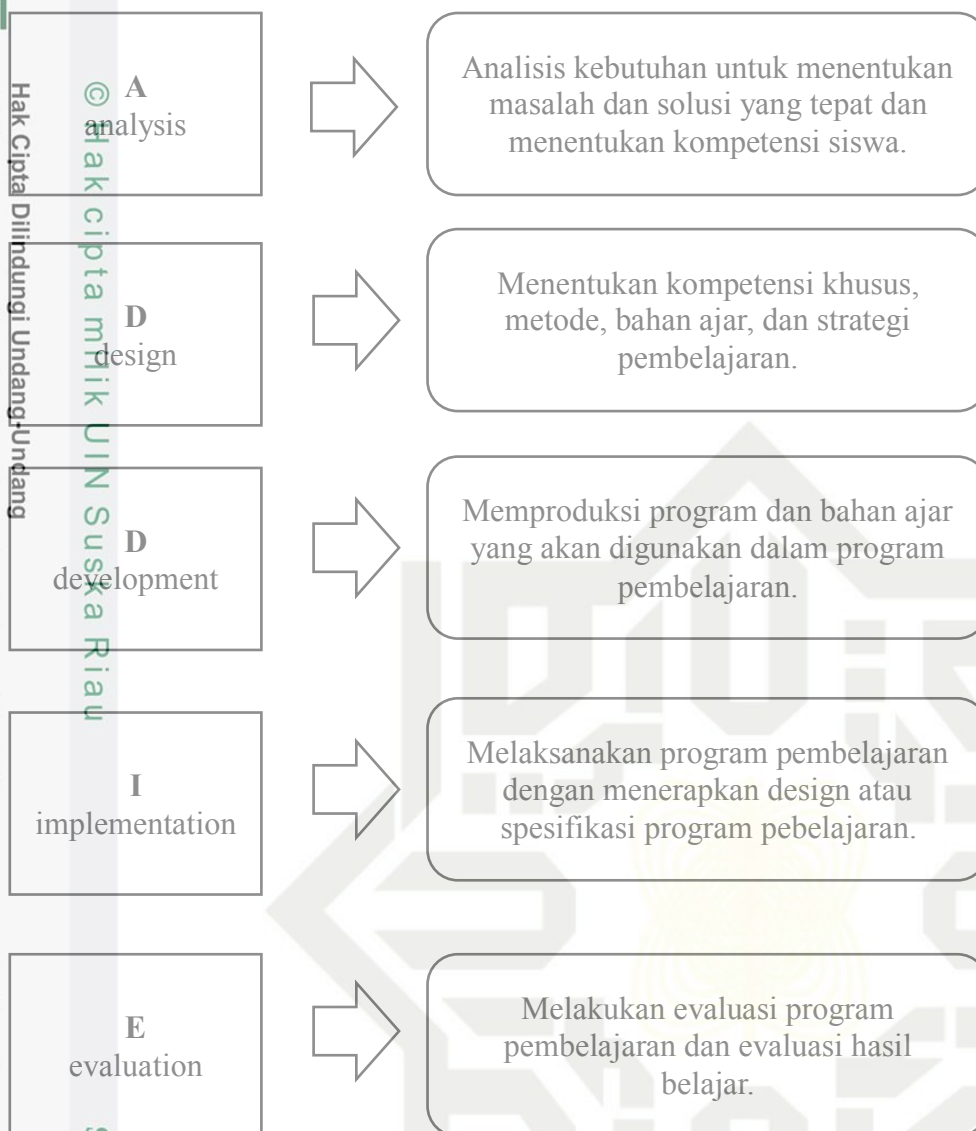 A
analysis
Analisis kebutuhan untuk menentukan
masalah dan solusi yang tepat dan
menentukan kompetensi siswa.
D
design
Menentukan kompetensi khusus,
metode, bahan ajar, dan strategi
pembelajaran.
D
development
Memproduksi program dan bahan ajar
yang akan digunakan dalam program
pembelajaran.
I
implementation
Melaksanakan program pembelajaran
dengan menerapkan design atau
spesifikasi program pebelajaran.
E
evaluation
Melakukan evaluasi program
pembelajaran dan evaluasi hasil
belajar.
© Hak cipta milik UIN Suska Riau
Hak Cipta Dilindungi Undang-Undang